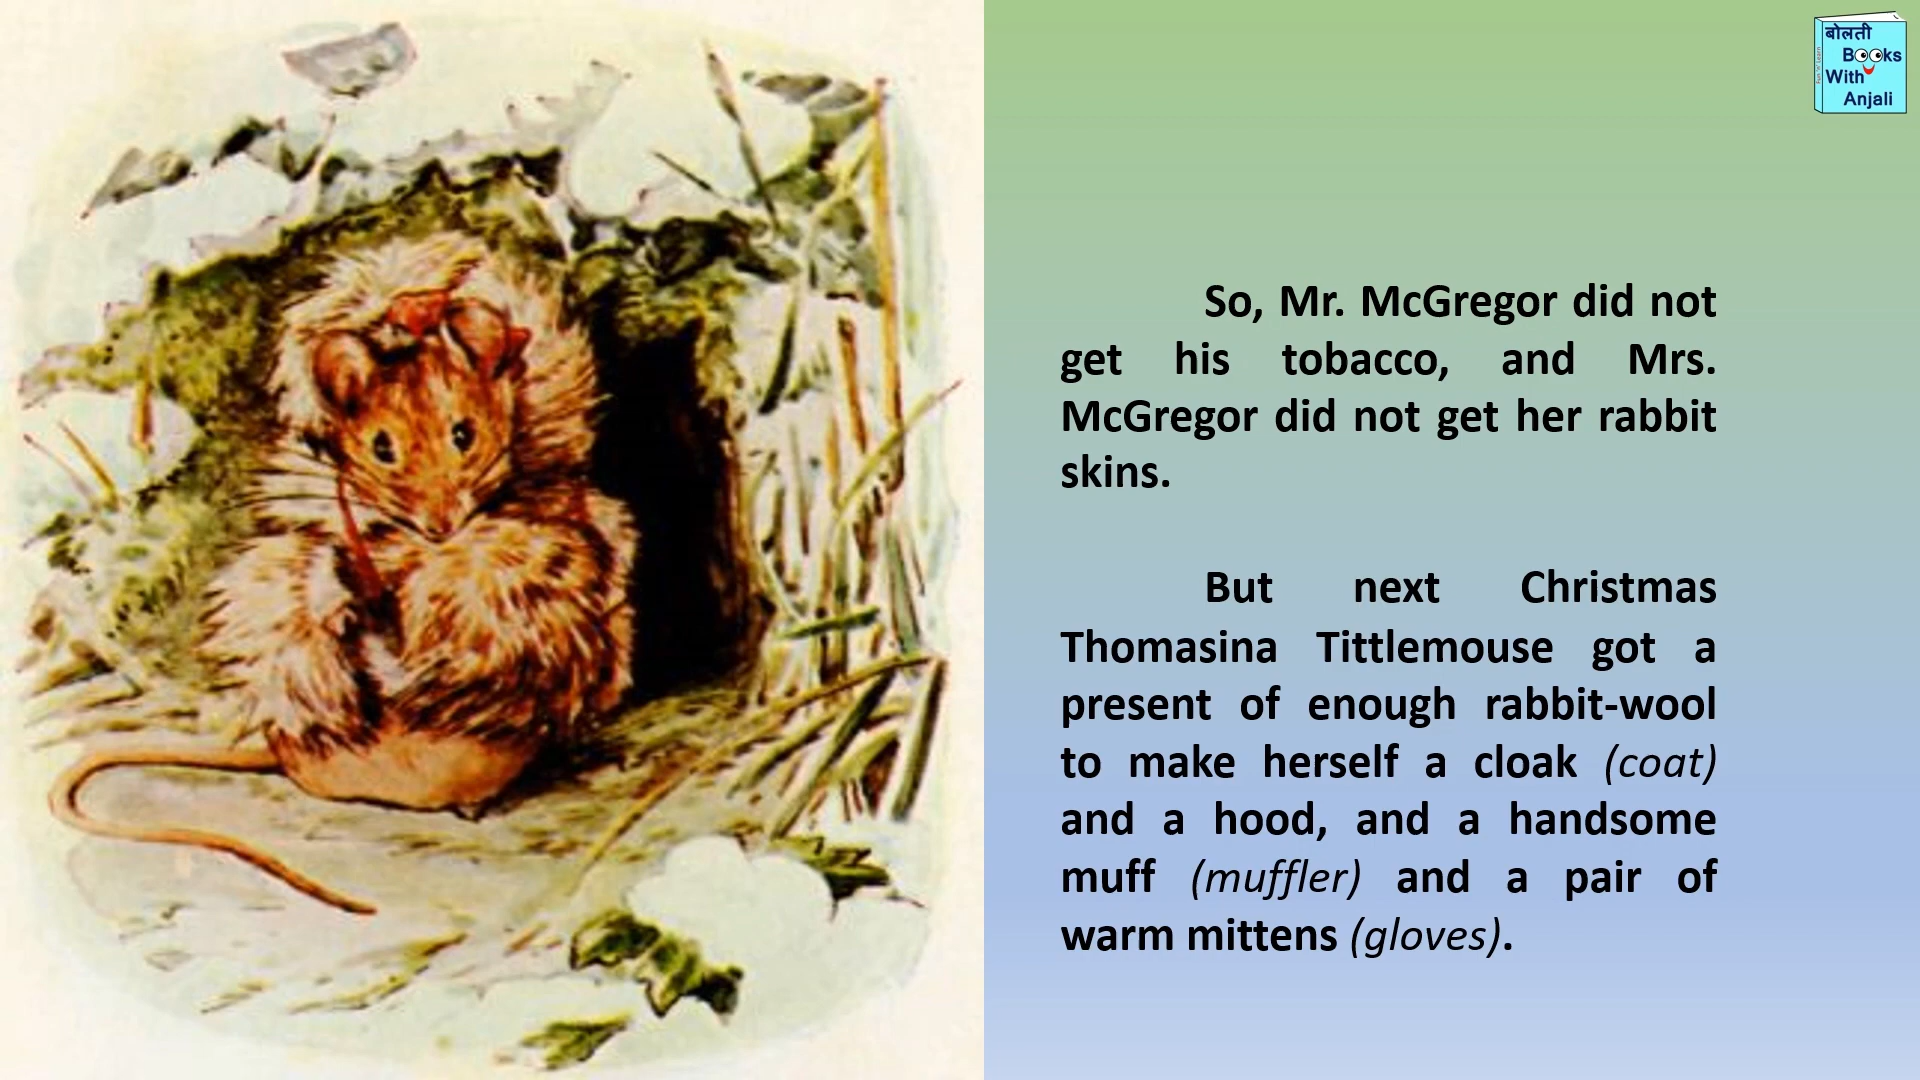 बोलती
Books
With
Anjali
So, Mr. McGregor did not
get his tobacco, and Mrs.
McGregor did not get her rabbit
skins.
But next Christmas
Thomasina Tittlemouse got a
present of enough rabbit-wool
to make herself a cloak (coat)
and a hood, and a handsome
muff (muffler) and a pair of
warm mittens (gloves).